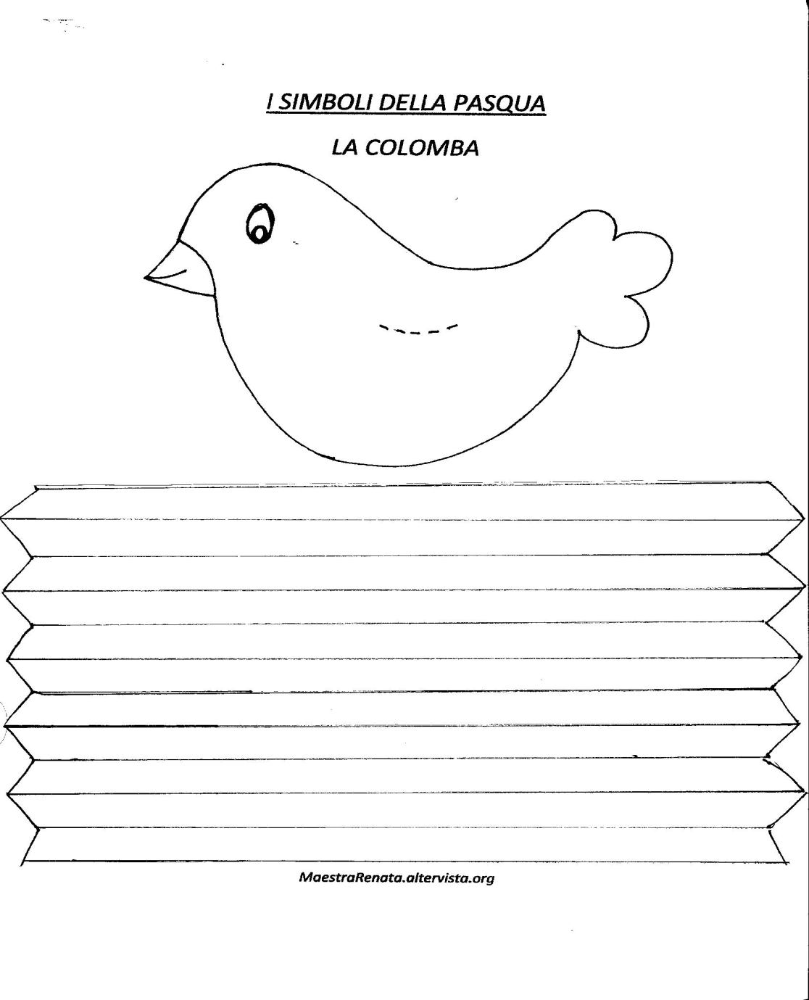 I SIMBOLI DELLA PASQUA
LA COLOMBA
MaestraRenata.altervista.org